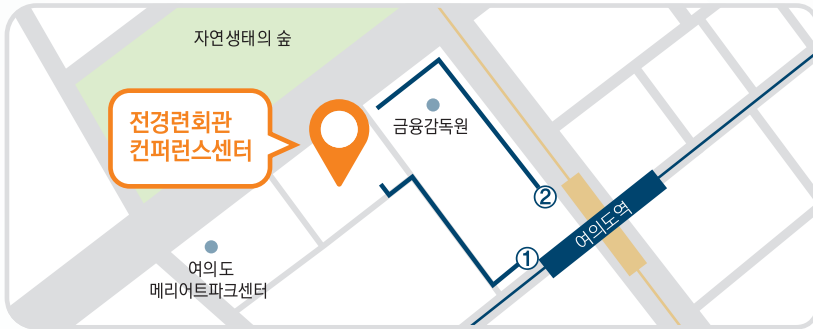 자연생태의 숲
전경련회관
컨퍼런스센터
금융감독원
②
여의도역
①
여의도
메리어트파크센터